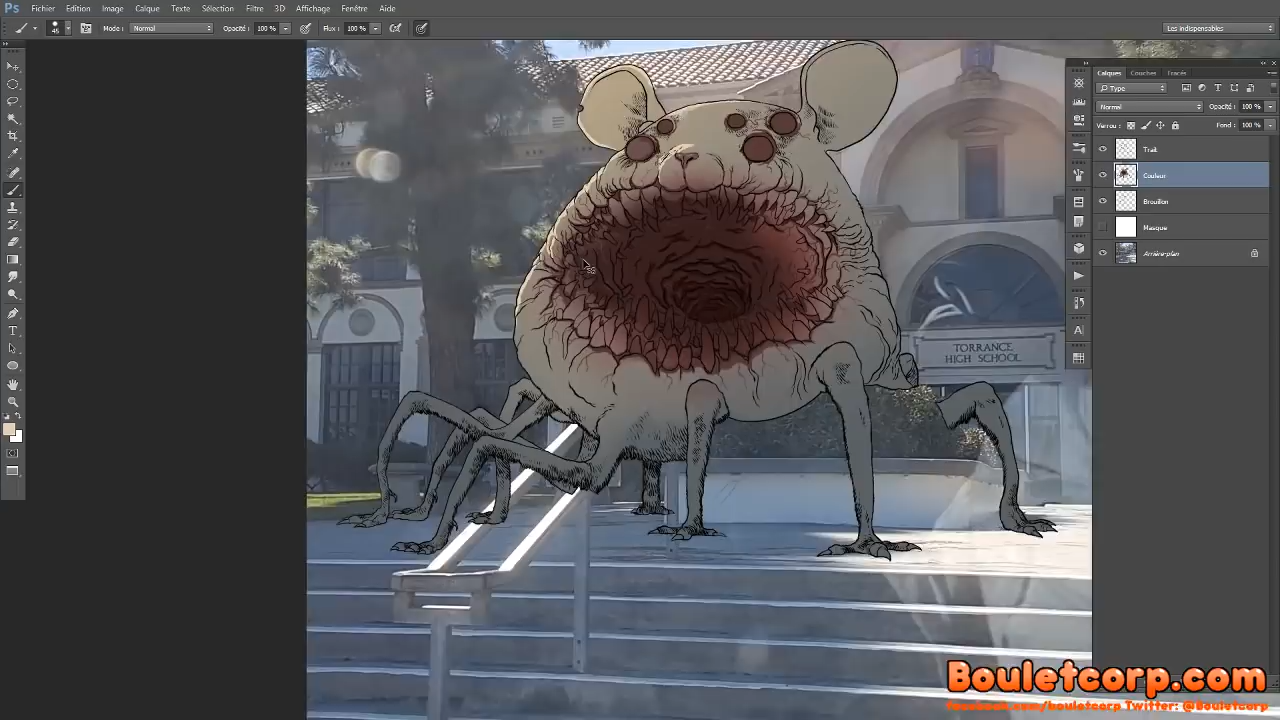 Ps Fichier Edition Image Calque Texte Sélection Filtre 3D Affichage Fenêtre Aide
45 Mode : Normal Opacité : 100 % Flux : 100 % Les indispensables
Calques Couches Tracés
Type
Normal Opacité : 100 %
Verrou : Fond : 100 %
Trait
Couleur
Brouillon
Masque
Arrière-plan
TORRANCE
HIGH SCHOOL
Bouletcorp.com
facebook.com/bouletcorp Twitter: @Bouletcorp